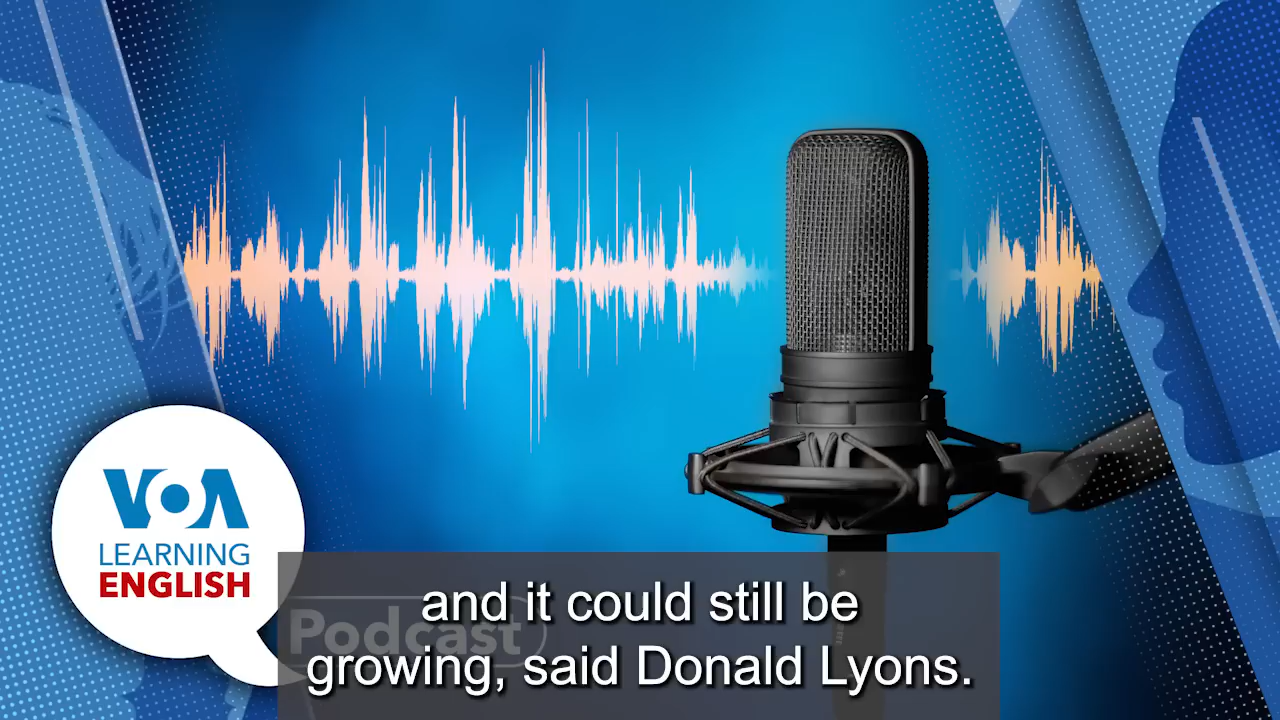 VOA
LEARNING
ENGLISH
Podcast
and it could still be
growing, said Donald Lyons.